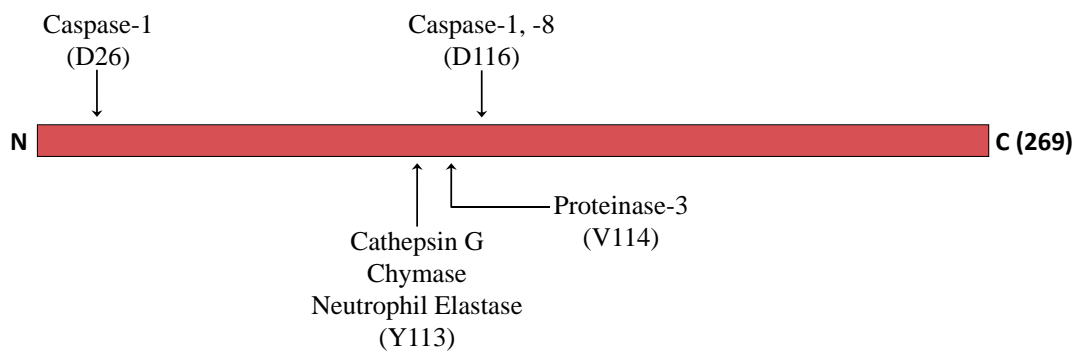 Caspase-1
(D26)
Caspase-1, -8
(D116)
N
C (269)
Proteinase-3
(V114)
Cathepsin G
Chymase
Neutrophil Elastase
(Y113)